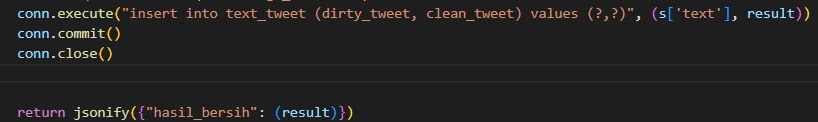 conn.execute("insert into text_tweet (dirty_tweet, clean_tweet) values (?,?)", (s['text'], result))
conn.commit()
conn.close()
return jsonify({"hasil_bersih": (result)})